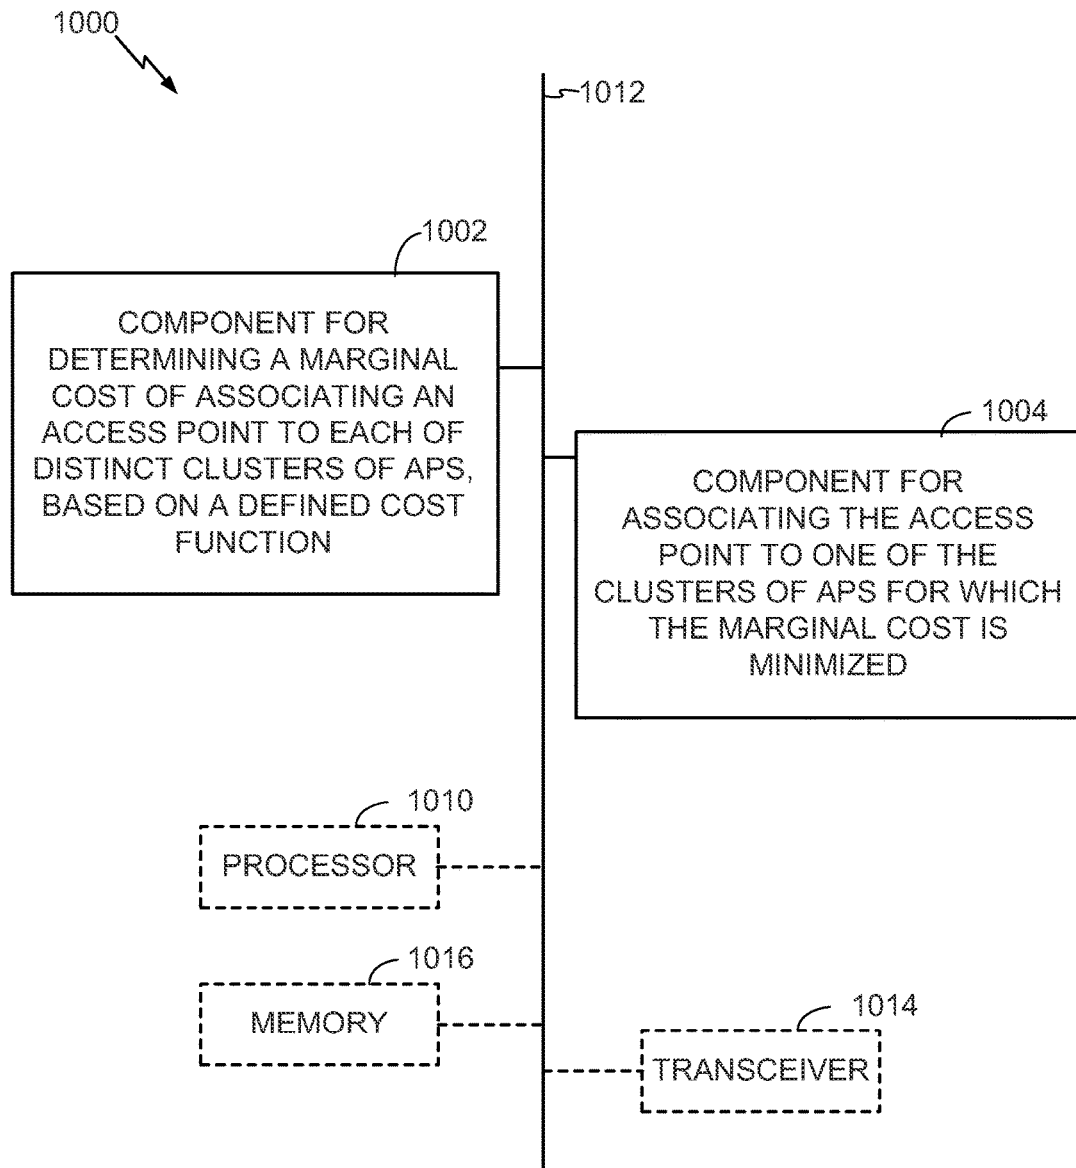 1000
1012
1002
COMPONENT FOR
DETERMINING A MARGINAL
COST OF ASSOCIATING AN
ACCESS POINT TO EACH OF
DISTINCT CLUSTERS OF APS,
BASED ON A DEFINED COST
FUNCTION
1004
COMPONENT FOR
ASSOCIATING THE ACCESS
POINT TO ONE OF THE
CLUSTERS OF APS FOR WHICH
THE MARGINAL COST IS
MINIMIZED
1010
PROCESSOR
1016
MEMORY
1014
TRANSCEIVER